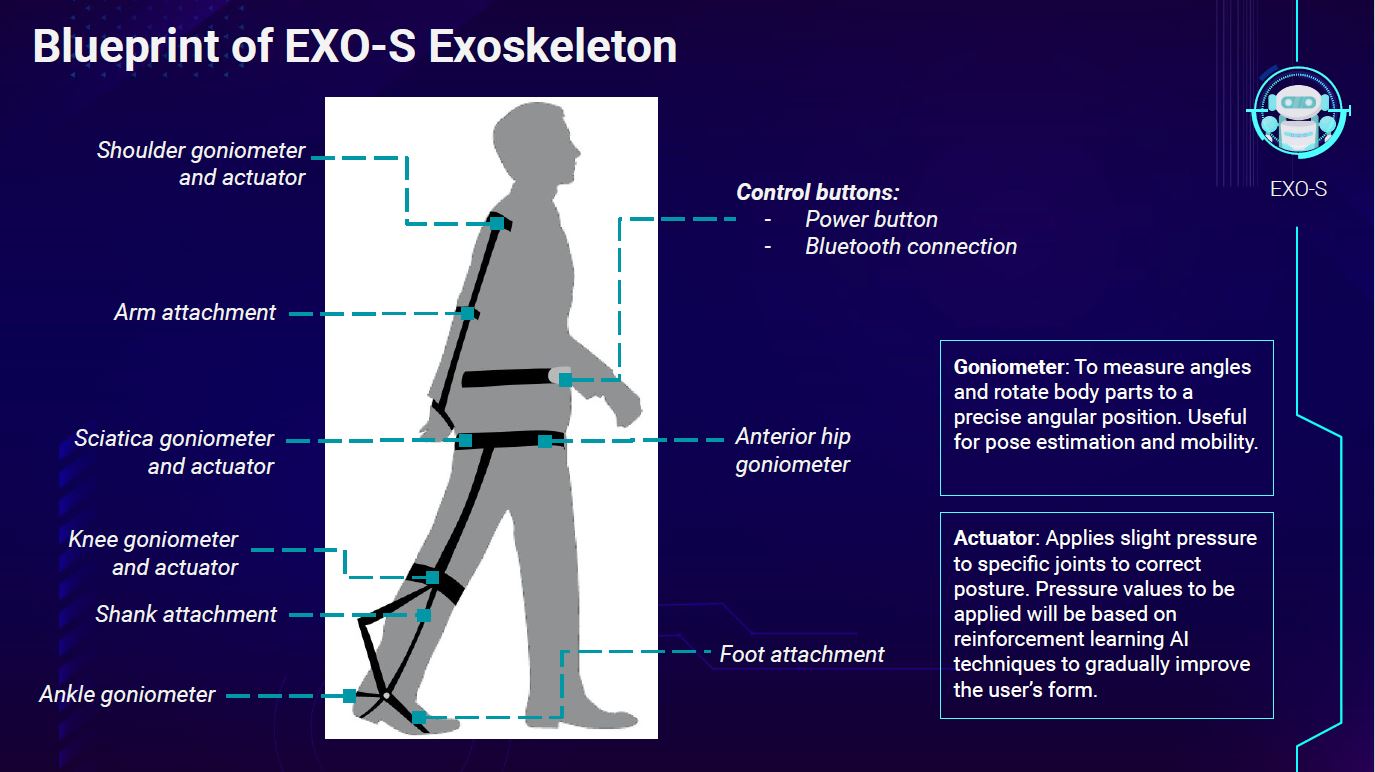 Blueprint of EXO-S Exoskeleton
EXO-S
Shoulder goniometer
and actuator
Control buttons:
- Power button
- Bluetooth connection
Arm attachment
Sciatica goniometer
and actuator
Anterior hip
goniometer
Knee goniometer
and actuator
Shank attachment
Foot attachment
Ankle goniometer
Goniometer: To measure angles
and rotate body parts to a
precise angular position. Useful
for pose estimation and mobility.
Actuator: Applies slight pressure
to specific joints to correct
posture. Pressure values to be
applied will be based on
reinforcement learning AI
techniques to gradually improve
the user’s form.